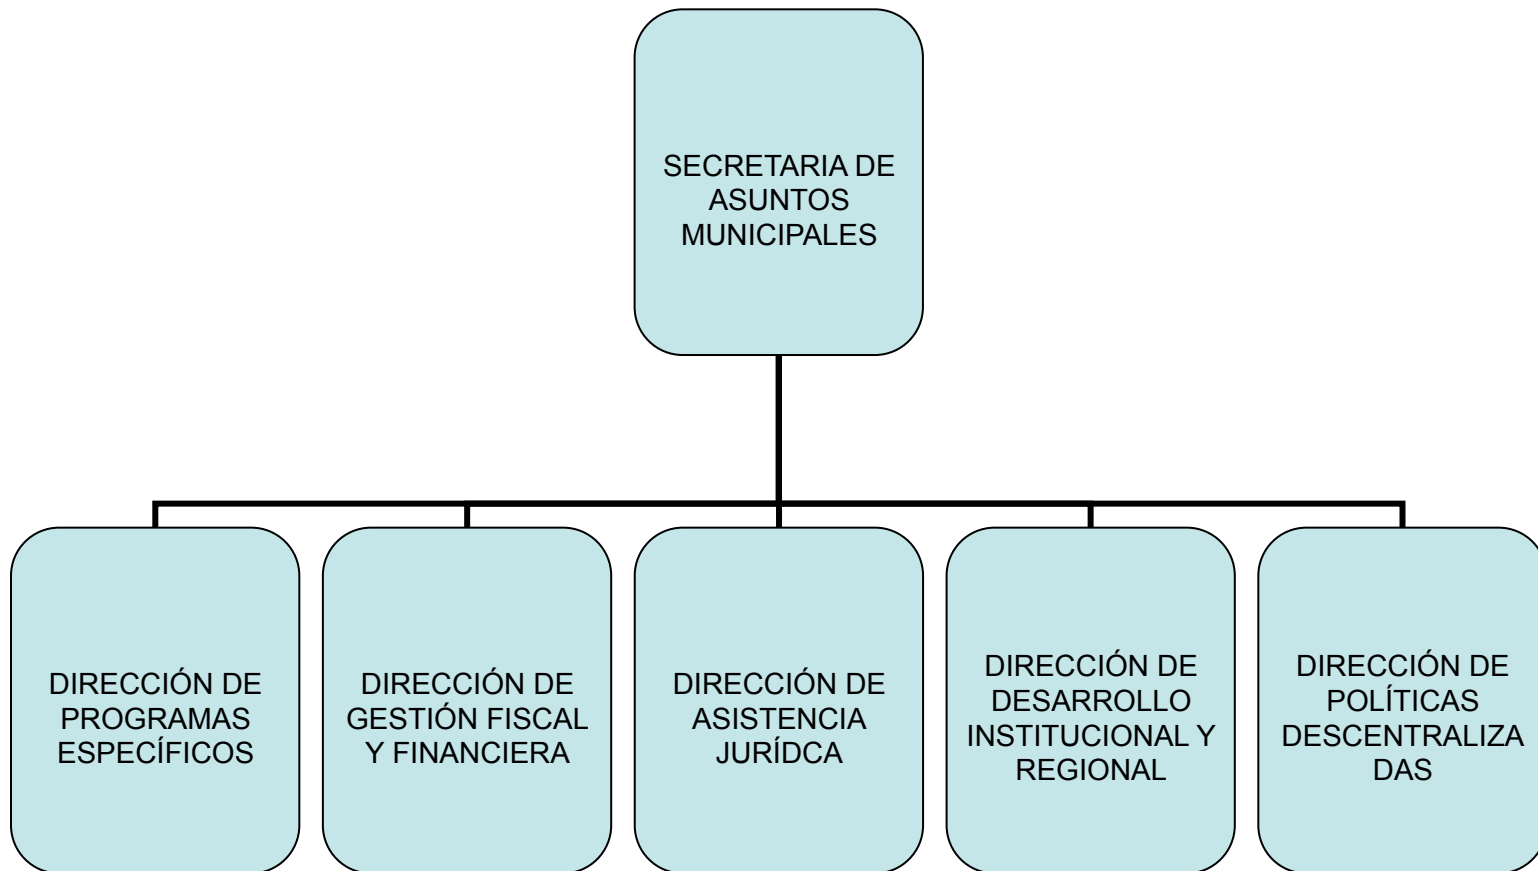 SECRETARIA DE
ASUNTOS
MUNICIPALES
DIRECCIÓN DE
PROGRAMAS
ESPECÍFICOS
DIRECCIÓN DE
GESTIÓN FISCAL
Y FINANCIERA
DIRECCIÓN DE
ASISTENCIA
JURÍDCA
DIRECCIÓN DE
DESARROLLO
INSTITUCIONAL Y
REGIONAL
DIRECCIÓN DE
POLÍTICAS
DESCENTRALIZA
DAS